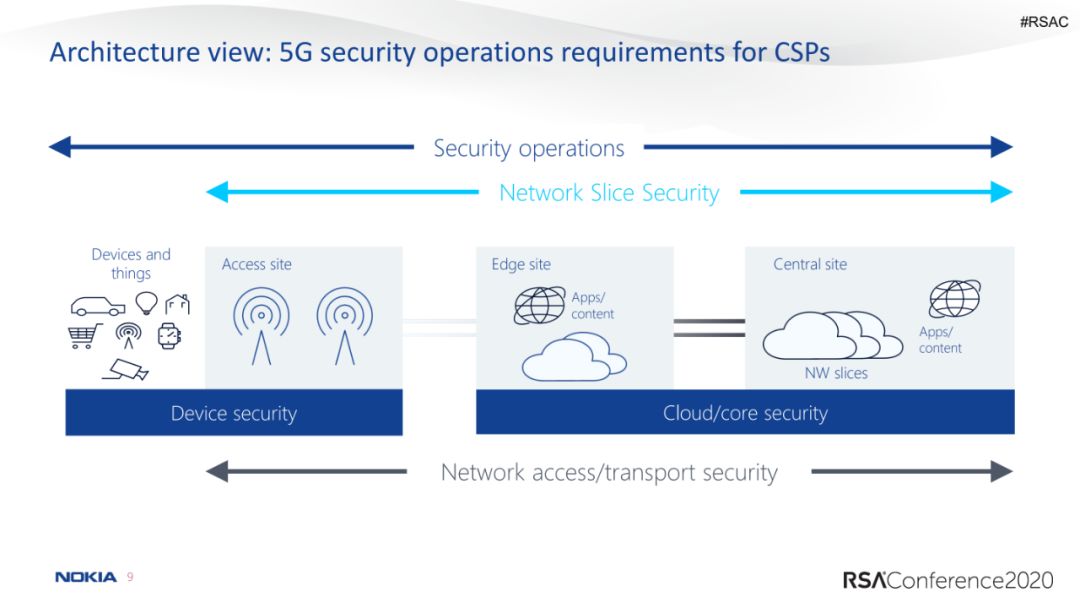 #RSAC
Architecture view: 5G security operations requirements for CSPs
Security operations
Network Slice Security
Devices and
things
Access site
Edge site
Apps/
content
Central site
Apps/
content
NW slices
Device security
Cloud/core security
Network access/transport security
NOKIA 9
RSAConference2020